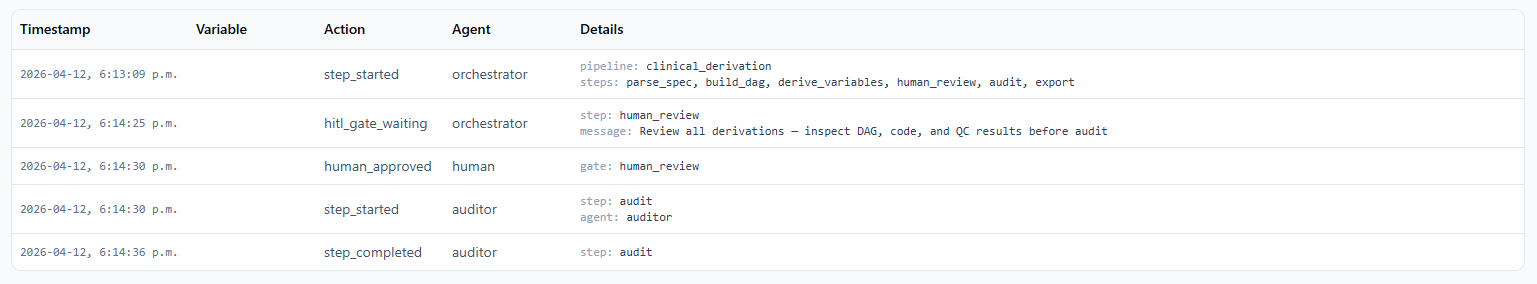 Timestamp Variable Action Agent Details
2026-04-12, 6:13:09 p.m. step_started orchestrator pipeline: clinical_derivation
steps: parse_spec, build_dag, derive_variables, human_review, audit, export
2026-04-12, 6:14:25 p.m. hitl_gate_waiting orchestrator step: human_review
message: Review all derivations — inspect DAG, code, and QC results before audit
2026-04-12, 6:14:30 p.m. human_approved human gate: human_review
2026-04-12, 6:14:30 p.m. step_started auditor step: audit
agent: auditor
2026-04-12, 6:14:36 p.m. step_completed auditor step: audit